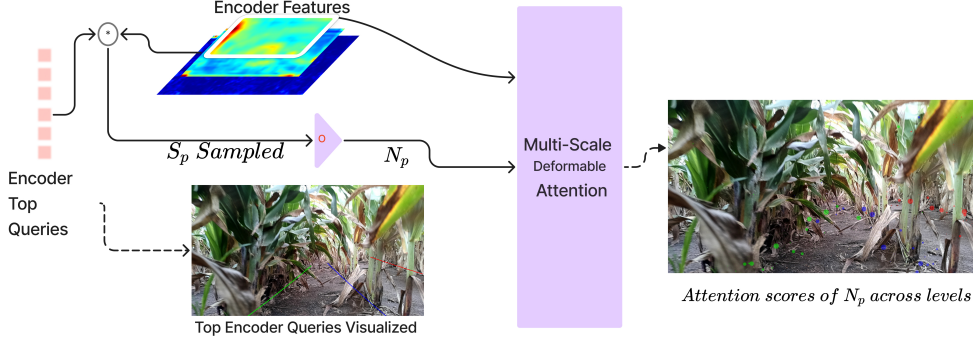 Encoder Features
*
S_p Sampled
O
N_p
Encoder
Top
Queries
Top Encoder Queries Visualized
Multi-Scale
Deformable
Attention
Attention scores of N_p across levels